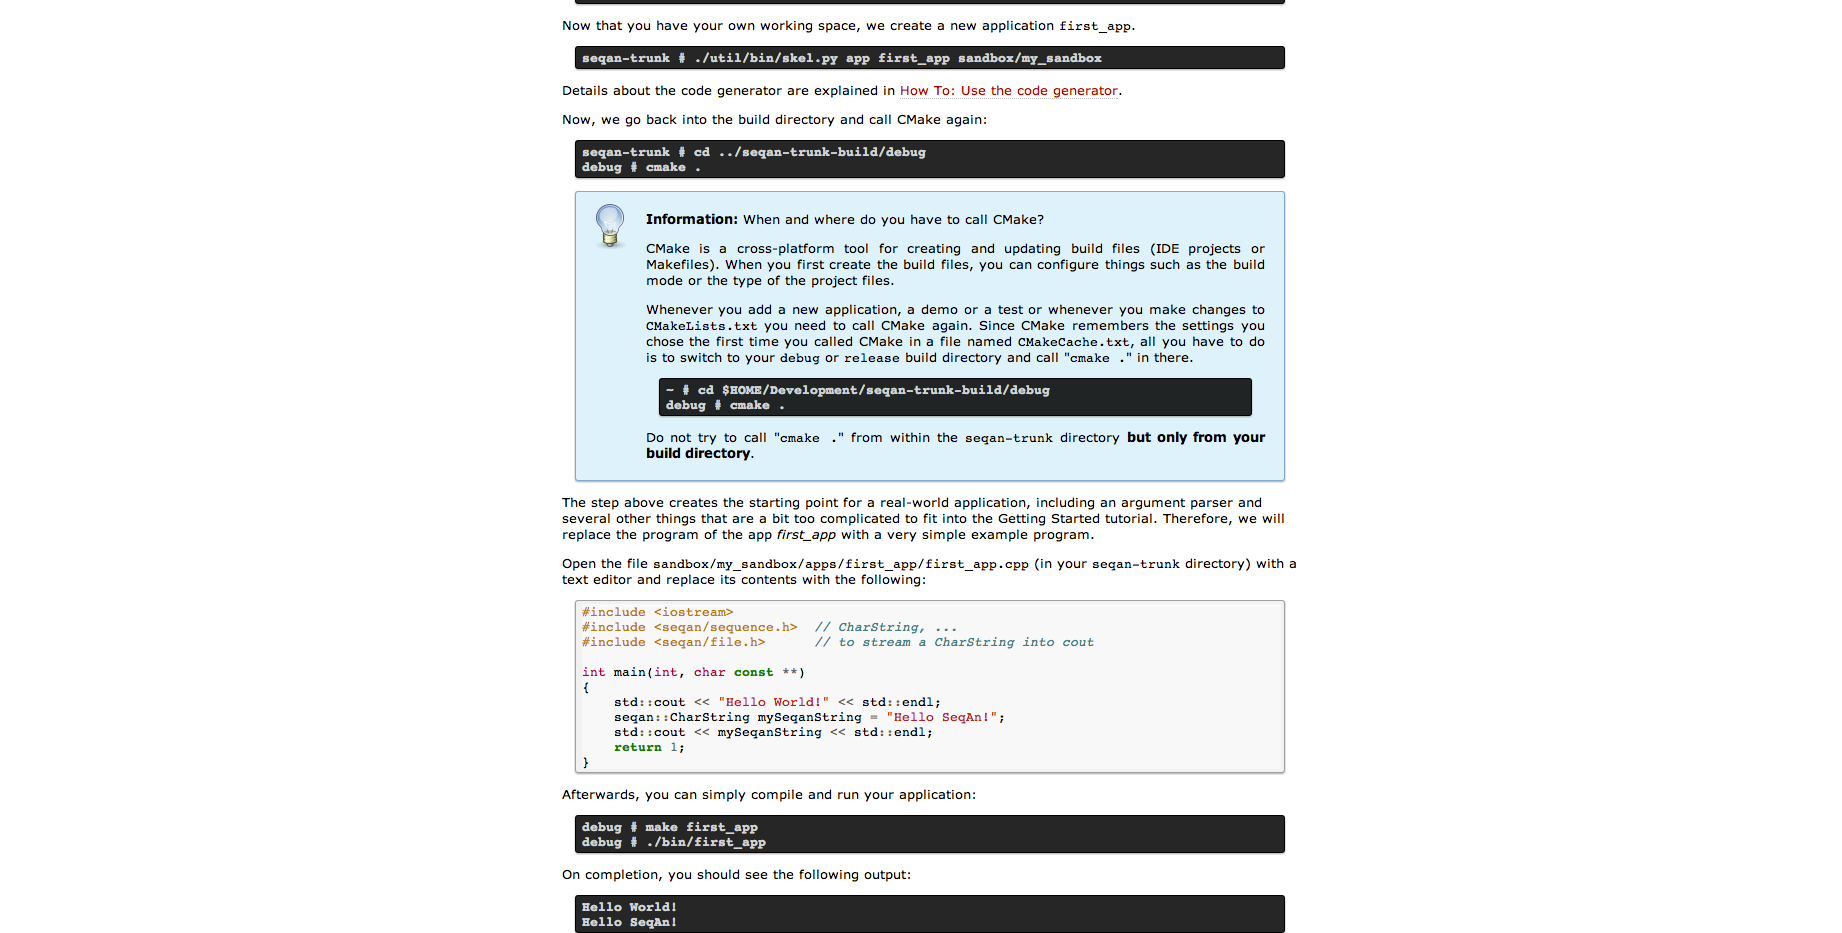 Now that you have your own working space, we create a new application first_app.
seqan-trunk # ./util/bin/skel.py app first_app sandbox/my_sandbox
Details about the code generator are explained in How To: Use the code generator.
Now, we go back into the build directory and call CMake again:
seqan-trunk # cd ../seqan-trunk-build/debug
debug # cmake .
Information: When and where do you have to call CMake?
CMake is a cross-platform tool for creating and updating build files (IDE projects or
Makefiles). When you first create the build files, you can configure things such as the build
mode or the type of the project files.
Whenever you add a new application, a demo or a test or whenever you make changes to
CMakeLists.txt you need to call CMake again. Since CMake remembers the settings you
chose the first time you called CMake in a file named CMakeCache.txt, all you have to do
is to switch to your debug or release build directory and call "cmake ." in there.
~ # cd $HOME/Development/seqan-trunk-build/debug
debug # cmake .
Do not try to call "cmake ." from within the seqan-trunk directory but only from your
build directory.
The step above creates the starting point for a real-world application, including an argument parser and
several other things that are a bit too complicated to fit into the Getting Started tutorial. Therefore, we will
replace the program of the app first_app with a very simple example program.
Open the file sandbox/my_sandbox/apps/first_app/first_app.cpp (in your seqan-trunk directory) with a
text editor and replace its contents with the following:
#include <iostream>
#include <seqan/sequence.h>  // CharString, ...
#include <seqan/file.h>      // to stream a CharString into cout
int main(int, char const **)
{
    std::cout << "Hello World!" << std::endl;
    seqan::CharString mySeqanString = "Hello SeqAn!";
    std::cout << mySeqanString << std::endl;
    return 1;
}
Afterwards, you can simply compile and run your application:
debug # make first_app
debug # ./bin/first_app
On completion, you should see the following output:
Hello World!
Hello SeqAn!